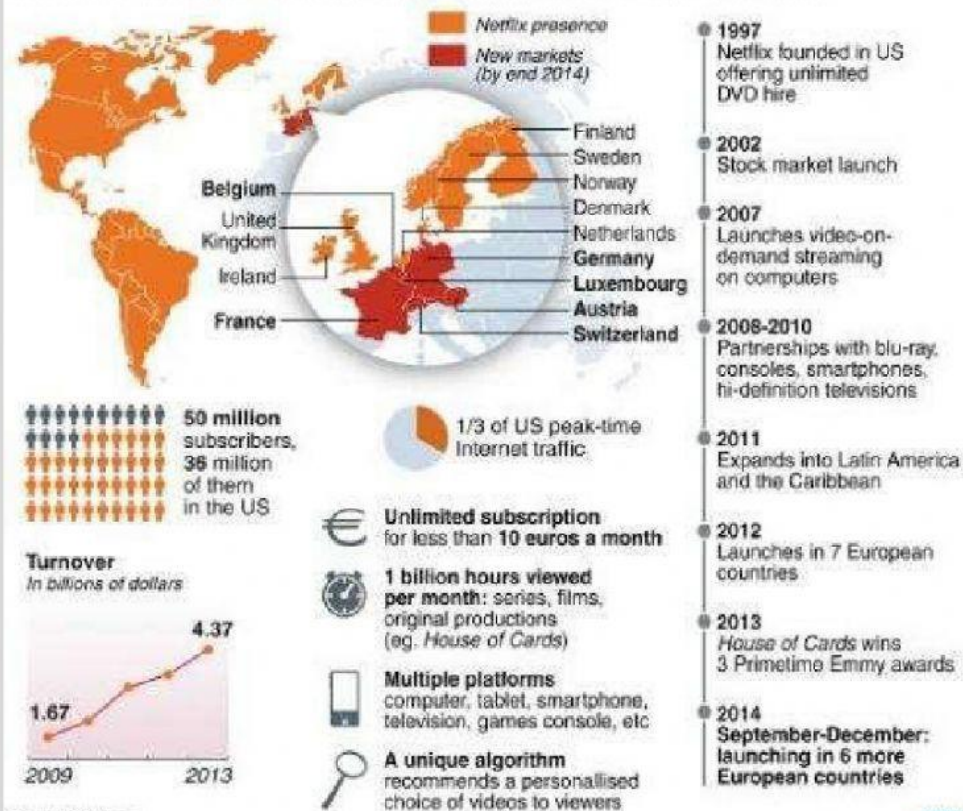 Netflix presence
New markets
(by end 2014)
Finland
Sweden
Norway
Denmark
Netherlands
Germany
Luxembourg
Austria
Switzerland
Belgium
United
Kingdom
Ireland
France
50 million
subscribers,
36 million
of them
in the US
1/3 of US peak-time
Internet traffic
Turnover
In billions of dollars
4.37
1.67
2009
2013
€
Unlimited subscription
for less than 10 euros a month
1 billion hours viewed
per month: series, films,
original productions
(eg. House of Cards)
Multiple platforms
computer, tablet, smartphone,
television, games console, etc
A unique algorithm
recommends a personallised
choice of videos to viewers
1997
Netflix founded in US
offering unlimited
DVD hire
2002
Stock market launch
2007
Launches video-on-
demand streaming
on computers
2008-2010
Partnerships with blu-ray,
consoles, smartphones,
hi-definition televisions
2011
Expands into Latin America
and the Caribbean
2012
Launches in 7 European
countries
2013
House of Cards wins
3 Primetime Emmy awards
2014
September-December:
launching in 6 more
European countries